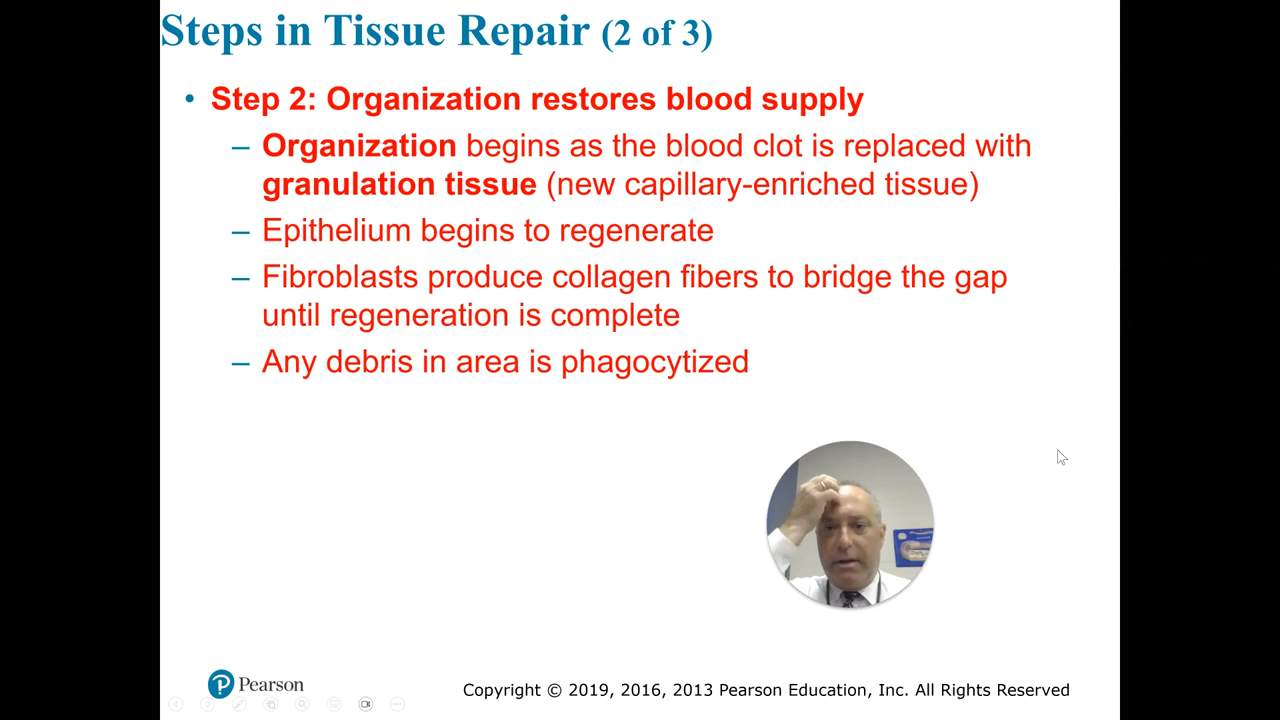 Steps in Tissue Repair (2 of 3)
• Step 2: Organization restores blood supply
– Organization begins as the blood clot is replaced with
granulation tissue (new capillary-enriched tissue)
– Epithelium begins to regenerate
– Fibroblasts produce collagen fibers to bridge the gap
until regeneration is complete
– Any debris in area is phagocytized
P Pearson
Copyright © 2019, 2016, 2013 Pearson Education, Inc. All Rights Reserved